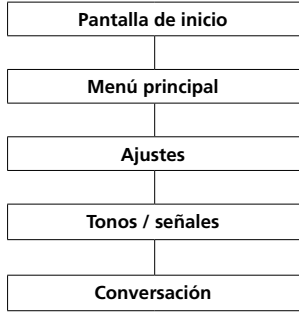 Pantalla de inicio
Menú principal
Ajustes
Tonos / señales
Conversación